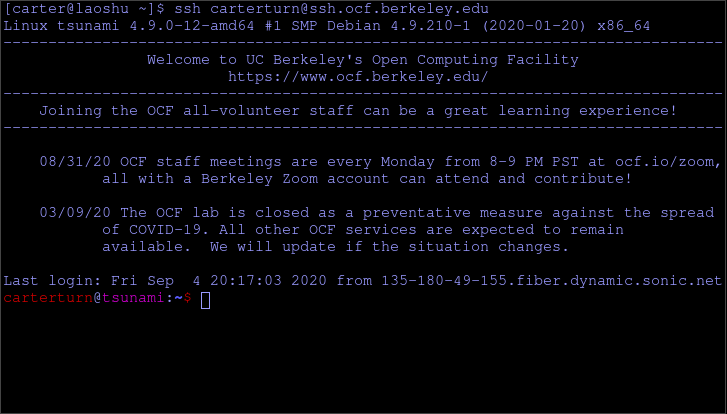 [carter@laoshu ~]$ ssh carterturn@ssh.ocf.berkeley.edu
Linux tsunami 4.9.0-12-amd64 #1 SMP Debian 4.9.210-1 (2020-01-20) x86_64
--------------------------------------------------------------------------------
Welcome to UC Berkeley's Open Computing Facility
https://www.ocf.berkeley.edu/
--------------------------------------------------------------------------------
Joining the OCF all-volunteer staff can be a great learning experience!
--------------------------------------------------------------------------------
08/31/20 OCF staff meetings are every Monday from 8-9 PM PST at ocf.io/zoom,
all with a Berkeley Zoom account can attend and contribute!
03/09/20 The OCF lab is closed as a preventative measure against the spread
of COVID-19. All other OCF services are expected to remain
available.  We will update if the situation changes.
Last login: Fri Sep  4 20:17:03 2020 from 135-180-49-155.fiber.dynamic.sonic.net
carterturn@tsunami:~$